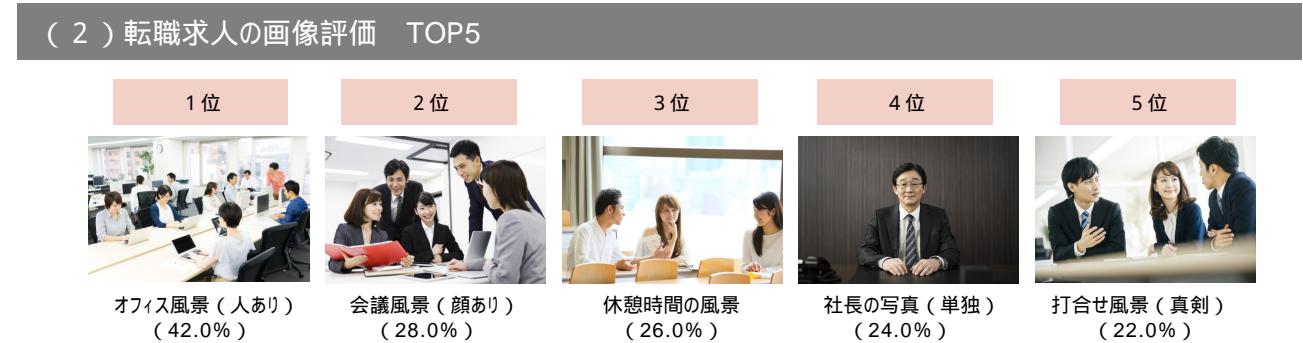 （２）転職求人の画像評価　TOP5
1位
2位
3位
4位
5位
オフィス風景（人あり）
（42.0%）
会議風景（顔あり）
（28.0%）
休憩時間の風景
（26.0%）
社長の写真（単独）
（24.0%）
打合せ風景（真剣）
（22.0%）